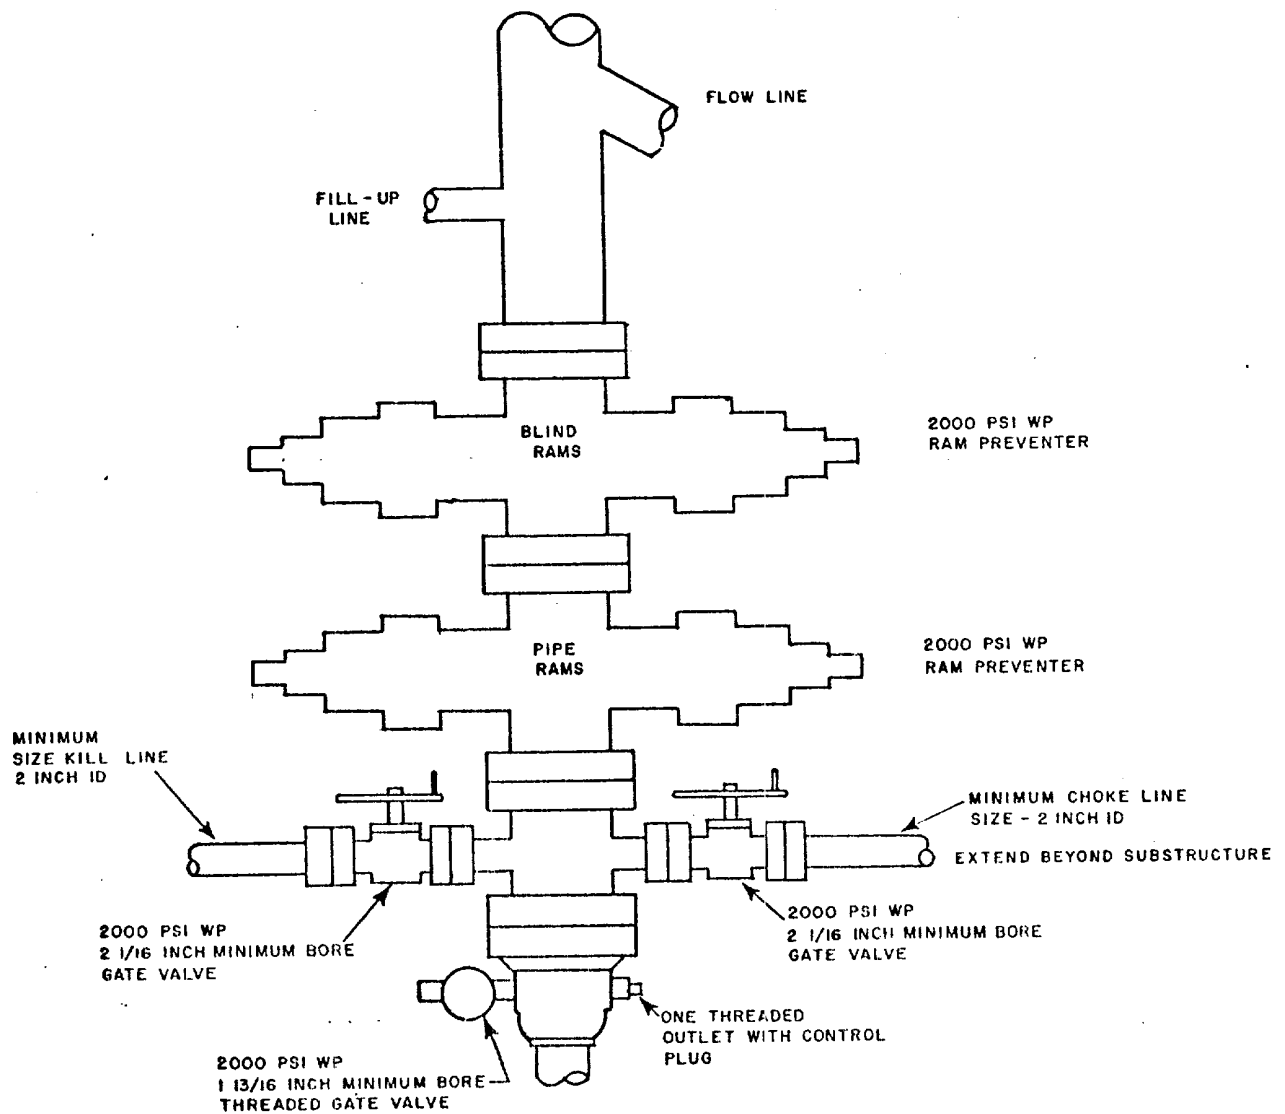 FLOW LINE
FILL-UP
LINE
BLIND
RAMS
2000 PSI WP
RAM PREVENTER
PIPE
RAMS
2000 PSI WP
RAM PREVENTER
MINIMUM
SIZE KILL LINE
2 INCH ID
MINIMUM CHOKE LINE
SIZE - 2 INCH ID
EXTEND BEYOND SUBSTRUCTURE
2000 PSI WP
2 1/16 INCH MINIMUM BORE
GATE VALVE
2000 PSI WP
2 1/16 INCH MINIMUM BORE
GATE VALVE
ONE THREADED
OUTLET WITH CONTROL
PLUG
2000 PSI WP
1 13/16 INCH MINIMUM BORE
THREADED GATE VALVE